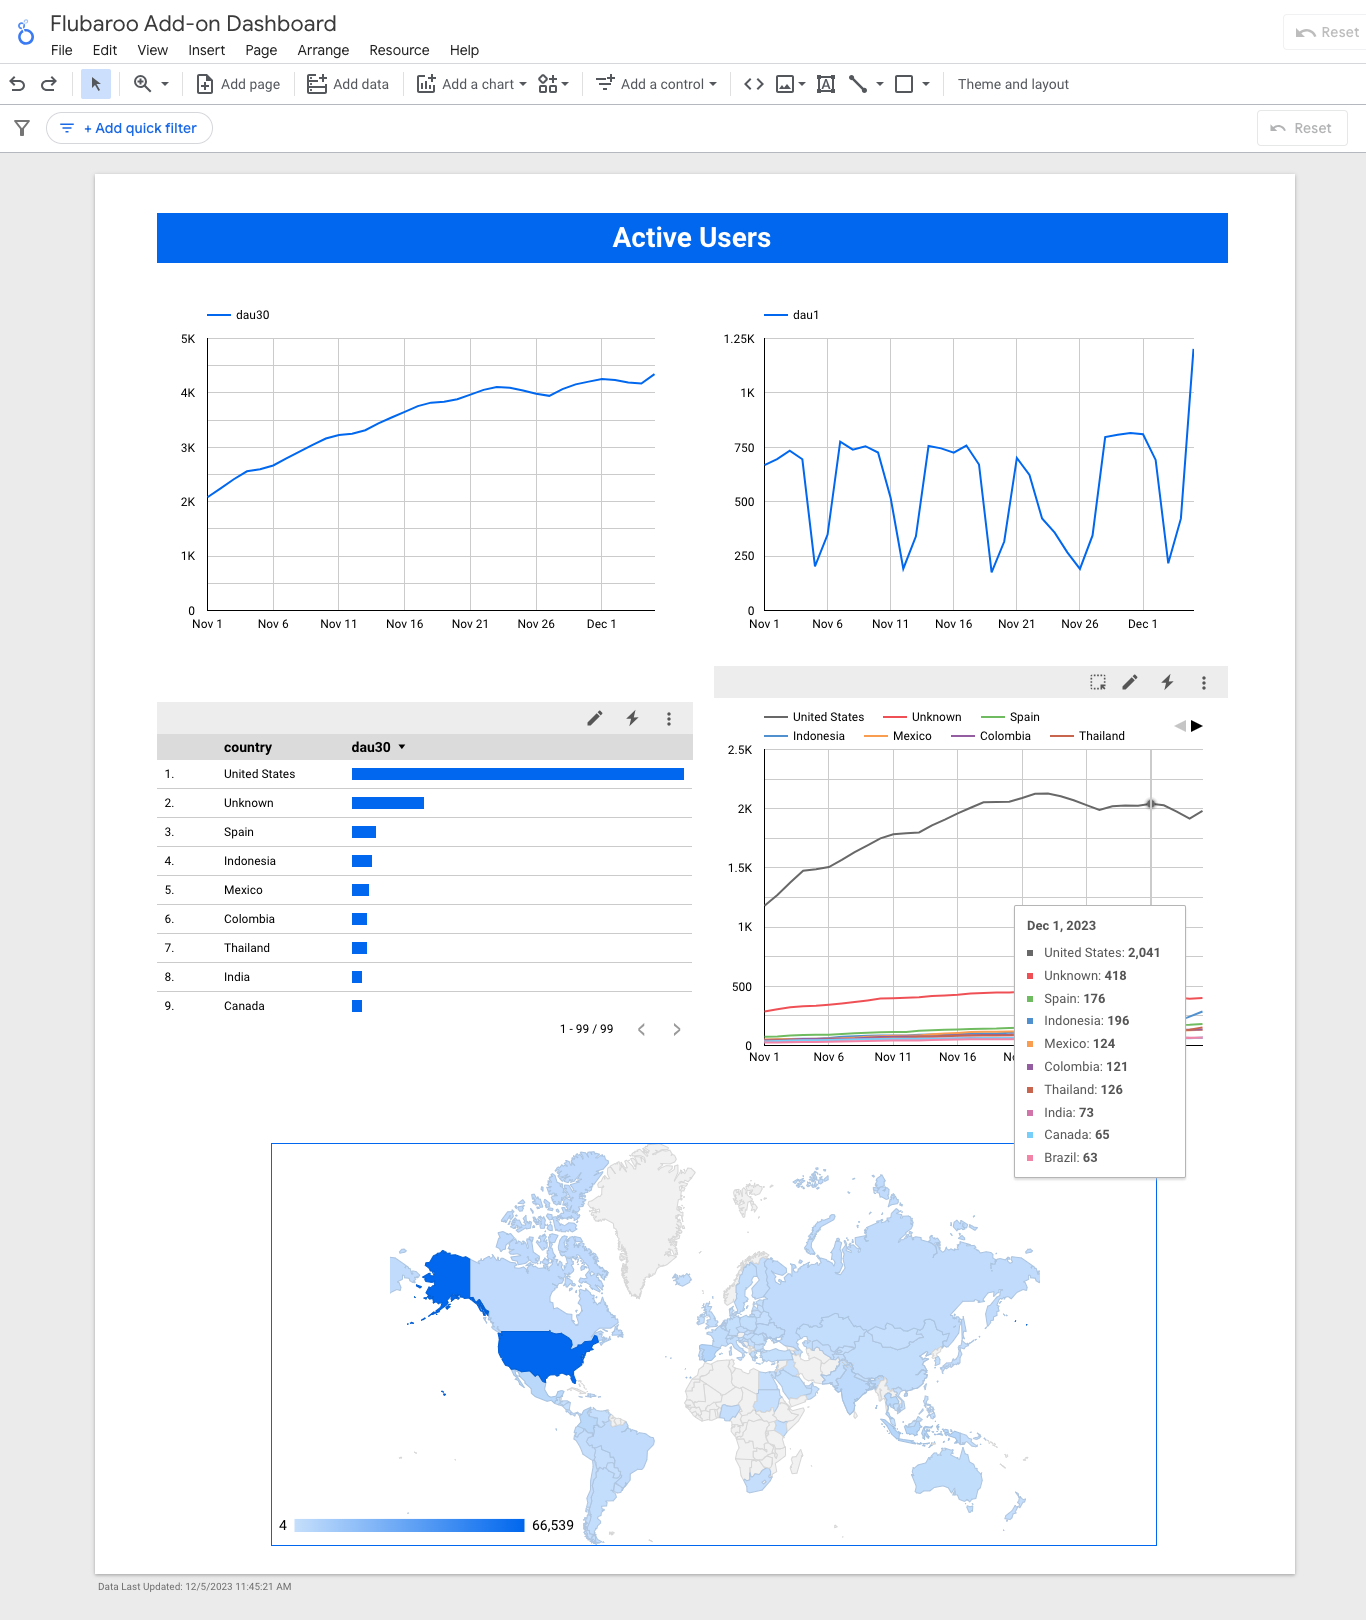 Flubaroo Add-on Dashboard
File Edit View Insert Page Arrange Resource Help
Reset
Add page Add data Add a chart Add a control Theme and layout
+ Add quick filter
Reset
Active Users
dau30
5K
4K
3K
2K
1K
0
Nov 1 Nov 6 Nov 11 Nov 16 Nov 21 Nov 26 Dec 1
dau1
1.25K
1K
750
500
250
0
Nov 1 Nov 6 Nov 11 Nov 16 Nov 21 Nov 26 Dec 1
country dau30
1. United States
2. Unknown
3. Spain
4. Indonesia
5. Mexico
6. Colombia
7. Thailand
8. India
9. Canada
1 - 99 / 99
United States Unknown Spain
Indonesia Mexico Colombia Thailand
2.5K
2K
1.5K
1K
500
0
Nov 1 Nov 6 Nov 11 Nov 16
Dec 1, 2023
United States: 2,041
Unknown: 418
Spain: 176
Indonesia: 196
Mexico: 124
Colombia: 121
Thailand: 126
India: 73
Canada: 65
Brazil: 63
4 66,539
Data Last Updated: 12/5/2023 11:45:21 AM